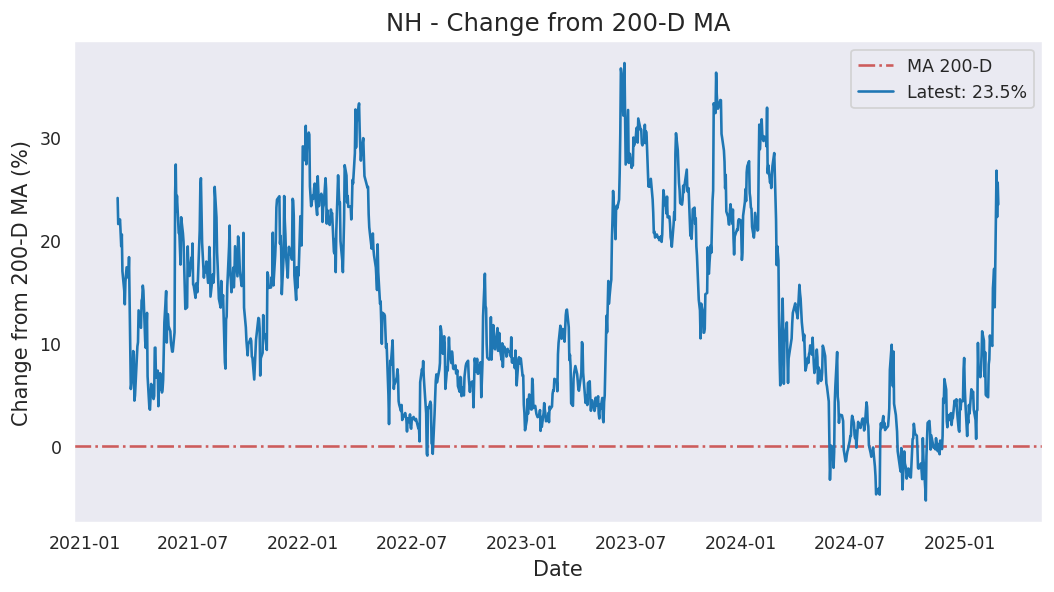 NH - Change from 200-D MA
MA 200-D
Latest: 23.5%
Change from 200-D MA (%)
30
20
10
0
2021-01 2021-07 2022-01 2022-07 2023-01 2023-07 2024-01 2024-07 2025-01
Date